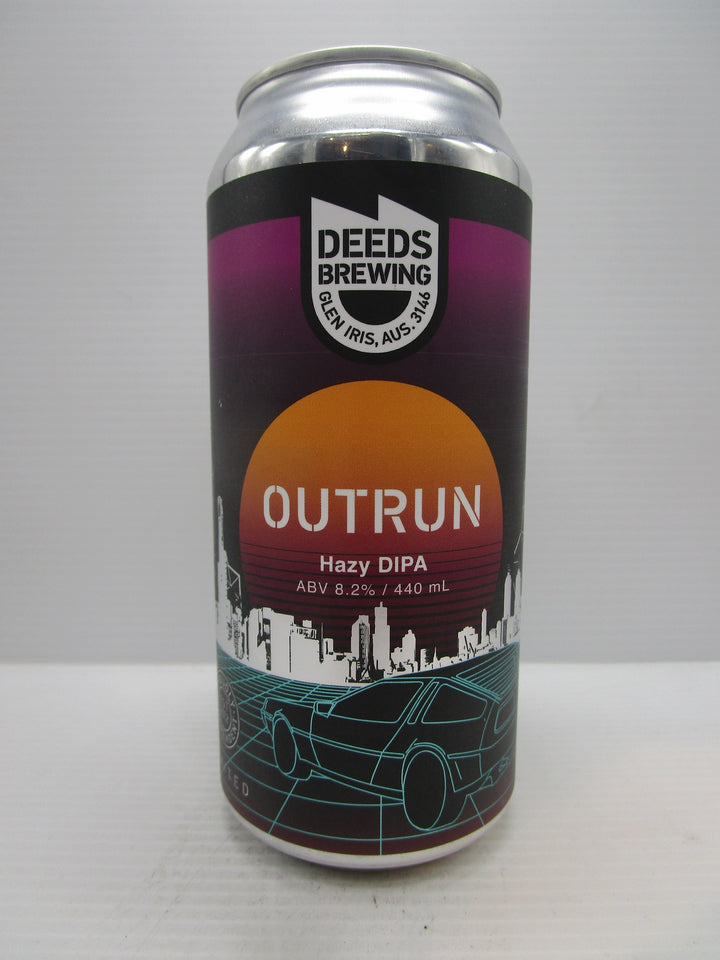 DEEDS
BREWING
GLEN IRIS, AUS. 3146
OUTRUN
Hazy DIPA
ABV 8.2% / 440 mL